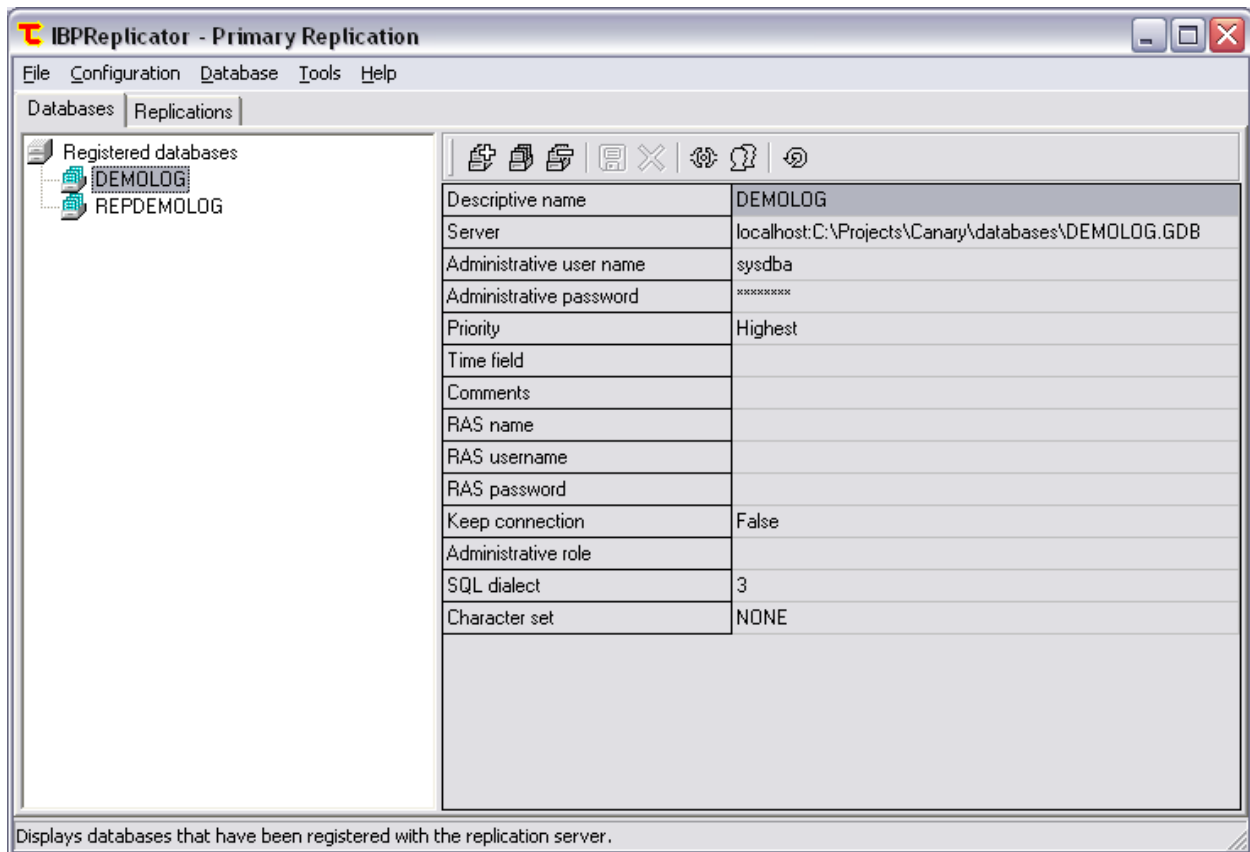 IBPReplicator - Primary Replication
File Configuration Database Tools Help
Databases Replications
Registered databases
DEMOLOG
REPDEMOLOG
Descriptive name DEMOLOG
Server localhost:C:\Projects\Canary\databases\DEMOLOG.GDB
Administrative user name sysdba
Administrative password ********
Priority Highest
Time field
Comments
RAS name
RAS username
RAS password
Keep connection False
Administrative role
SQL dialect 3
Character set NONE
Displays databases that have been registered with the replication server.